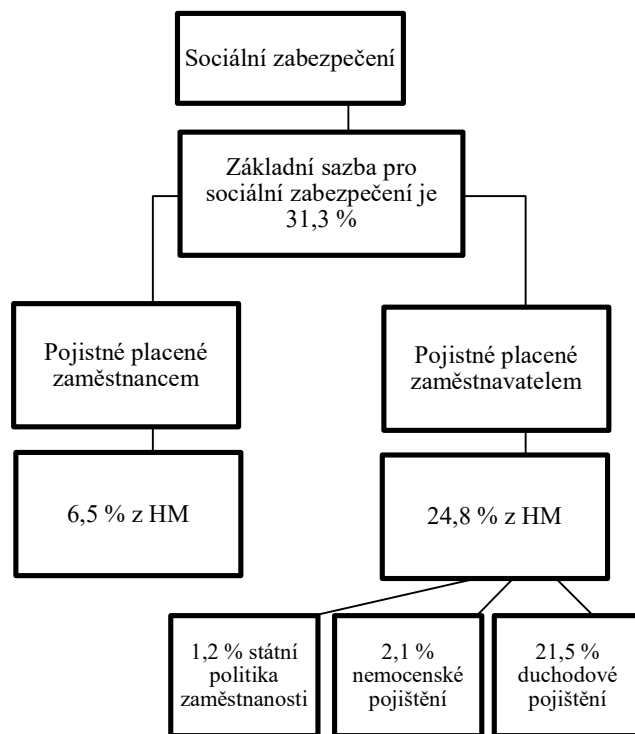 Sociální zabezpečení
Základní sazba pro
sociální zabezpečení je
31,3 %
Pojistné placené
zaměstnancem
Pojistné placené
zaměstnavatelem
6,5 % z HM
24,8 % z HM
1,2 % státní
politika
zaměstnanosti
2,1 %
nemocenské
pojištění
21,5 %
duchodové
pojištění